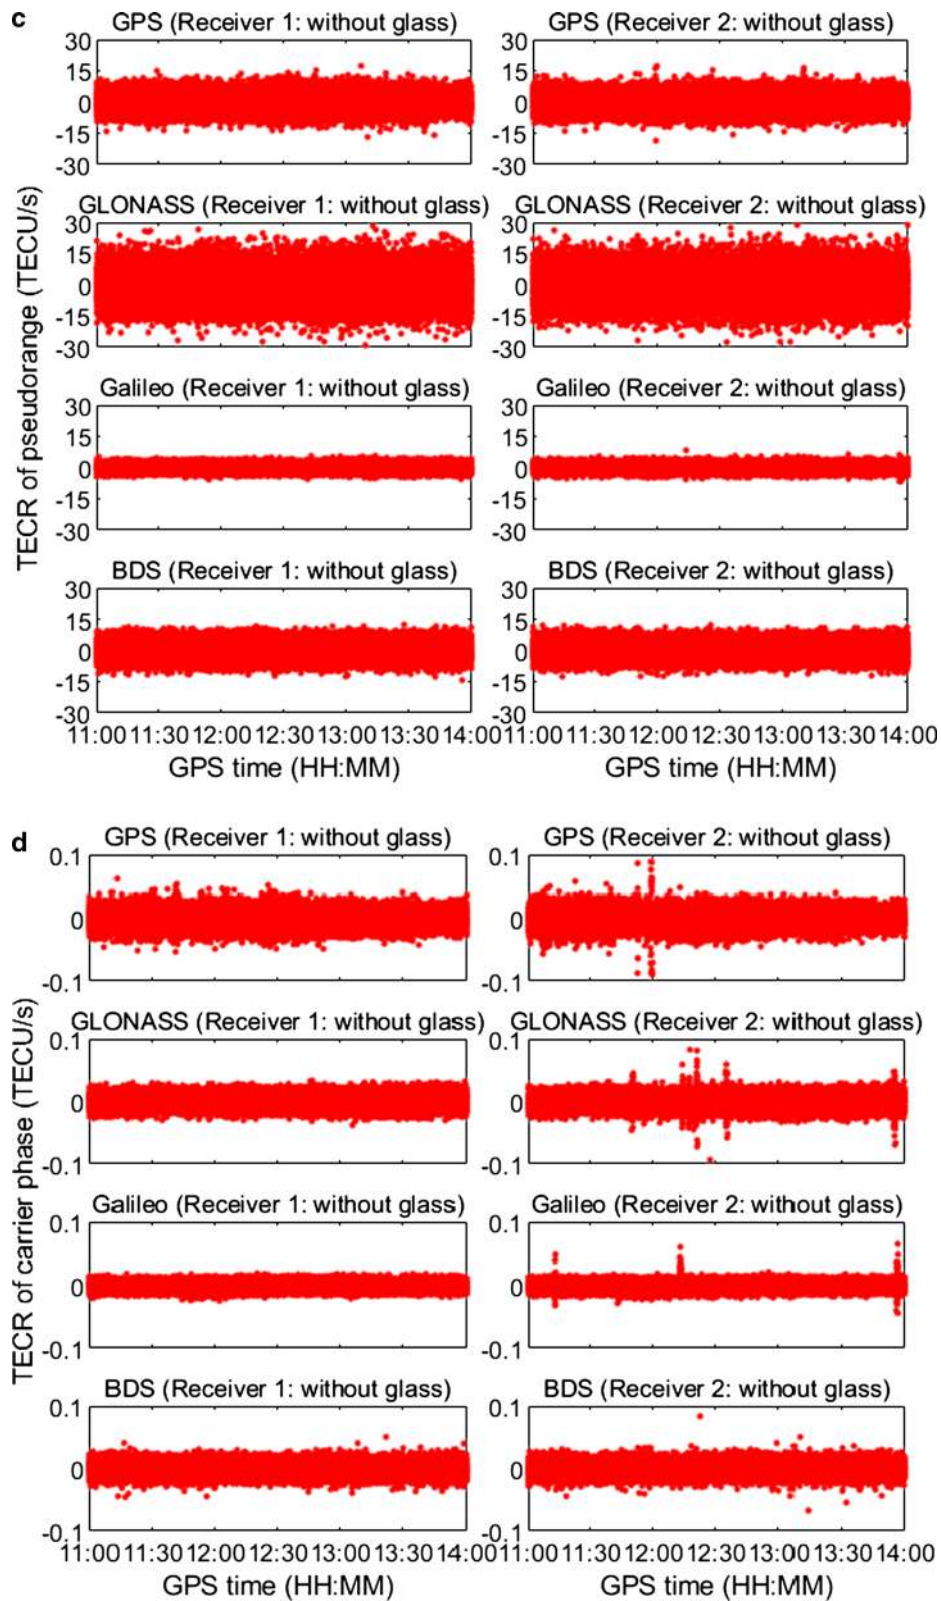 c
GPS (Receiver 1: without glass)
GPS (Receiver 2: without glass)
30
15
0
-15
-30
30
15
0
-15
-30
GLONASS (Receiver 1: without glass)
GLONASS (Receiver 2: without glass)
30
15
0
-15
-30
30
15
0
-15
-30
TECR of pseudorange (TECU/s)
Galileo (Receiver 1: without glass)
Galileo (Receiver 2: without glass)
30
15
0
-15
-30
30
15
0
-15
-30
BDS (Receiver 1: without glass)
BDS (Receiver 2: without glass)
30
15
0
-15
-30
30
15
0
-15
-30
11:00 11:30 12:00 12:30 13:00 13:30 14:00
11:00 11:30 12:00 12:30 13:00 13:30 14:00
GPS time (HH:MM)
GPS time (HH:MM)
d
GPS (Receiver 1: without glass)
GPS (Receiver 2: without glass)
0.1
0
-0.1
0.1
0
-0.1
GLONASS (Receiver 1: without glass)
GLONASS (Receiver 2: without glass)
0.1
0
-0.1
0.1
0
-0.1
TECR of carrier phase (TECU/s)
Galileo (Receiver 1: without glass)
Galileo (Receiver 2: without glass)
0.1
0
-0.1
0.1
0
-0.1
BDS (Receiver 1: without glass)
BDS (Receiver 2: without glass)
0.1
0
-0.1
0.1
0
-0.1
11:00 11:30 12:00 12:30 13:00 13:30 14:00
11:00 11:30 12:00 12:30 13:00 13:30 14:00
GPS time (HH:MM)
GPS time (HH:MM)